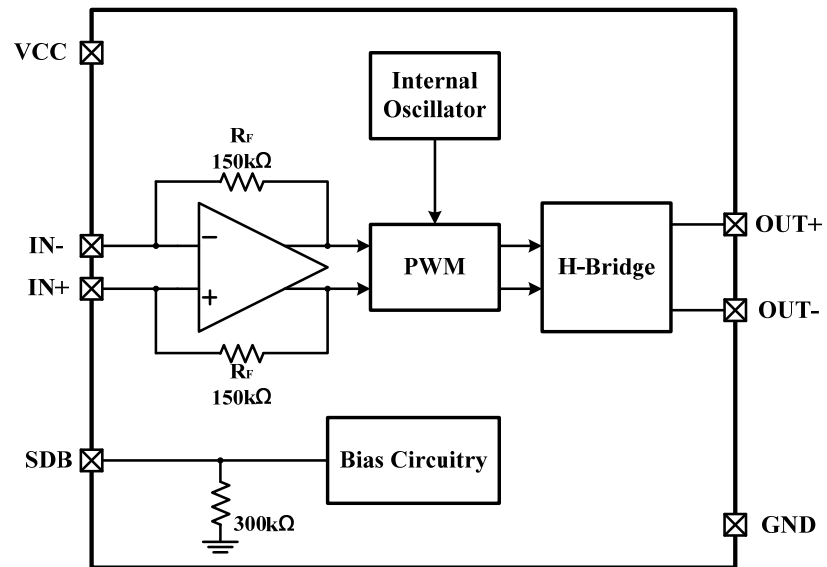 VCC
Internal
Oscillator
RF
150kΩ
IN-
IN+
−
+
PWM
H-Bridge
OUT+
OUT-
RF
150kΩ
SDB
Bias Circuitry
300kΩ
GND